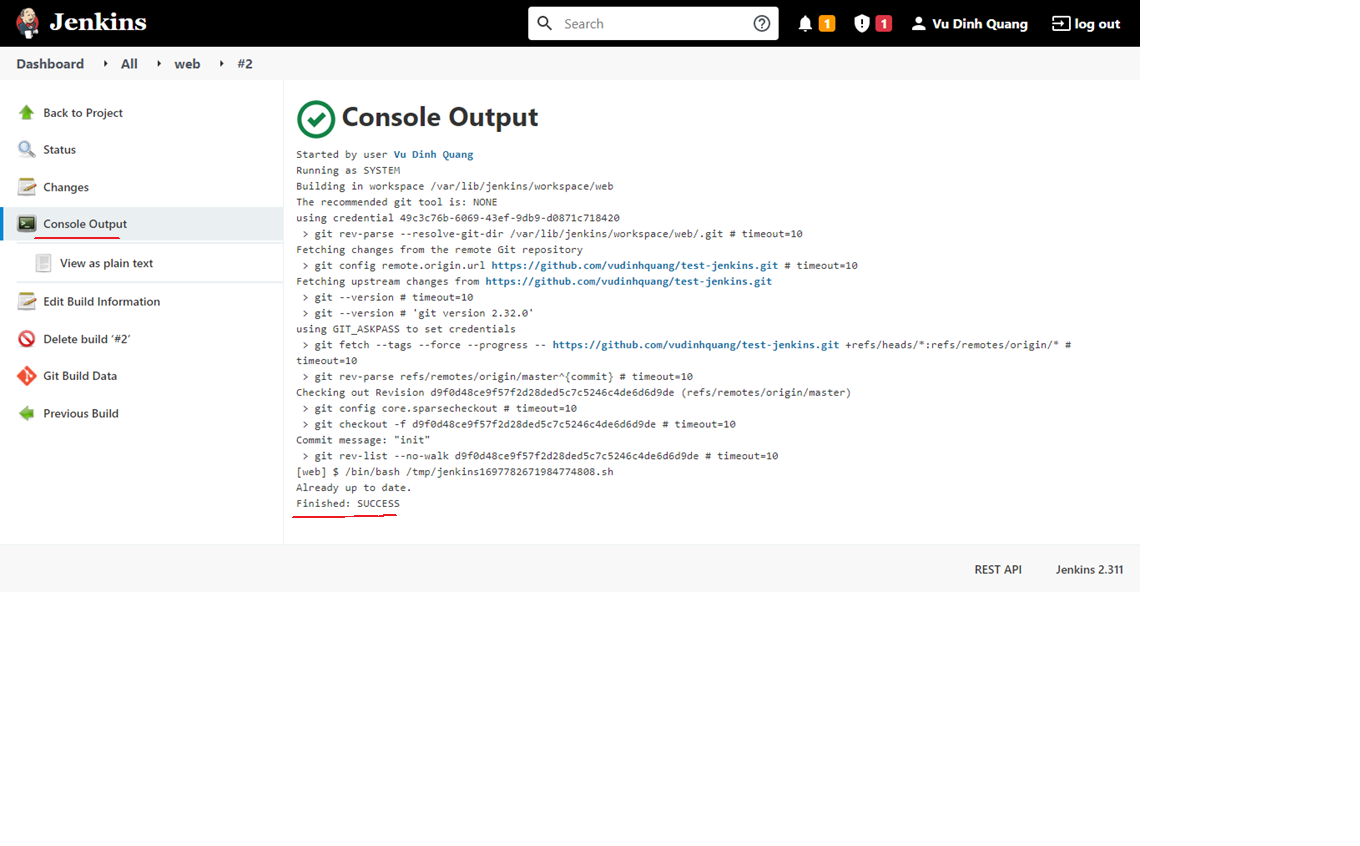 Jenkins
Search
1
1
Vu Dinh Quang
log out
Dashboard
All
web
#2
Back to Project
Status
Changes
Console Output
View as plain text
Edit Build Information
Delete build ‘#2’
Git Build Data
Previous Build
Console Output
Started by user Vu Dinh Quang
Running as SYSTEM
Building in workspace /var/lib/jenkins/workspace/web
The recommended git tool is: NONE
using credential 49c3c76b-6069-43ef-9db9-d0871c718420
> git rev-parse --resolve-git-dir /var/lib/jenkins/workspace/web/.git # timeout=10
Fetching changes from the remote Git repository
> git config remote.origin.url https://github.com/vudinhquang/test-jenkins.git # timeout=10
Fetching upstream changes from https://github.com/vudinhquang/test-jenkins.git
> git --version # timeout=10
> git --version # 'git version 2.32.0'
using GIT_ASKPASS to set credentials
> git fetch --tags --force --progress -- https://github.com/vudinhquang/test-jenkins.git +refs/heads/*:refs/remotes/origin/* #
timeout=10
> git rev-parse refs/remotes/origin/master^{commit} # timeout=10
Checking out Revision d9f0d48ce9f57f2d28ded5c7c5246c4de6d6d9de (refs/remotes/origin/master)
> git config core.sparsecheckout # timeout=10
> git checkout -f d9f0d48ce9f57f2d28ded5c7c5246c4de6d6d9de # timeout=10
Commit message: "init"
> git rev-list --no-walk d9f0d48ce9f57f2d28ded5c7c5246c4de6d6d9de # timeout=10
[web] $ /bin/bash /tmp/jenkins1697782671984774808.sh
Already up to date.
Finished: SUCCESS
REST API
Jenkins 2.311